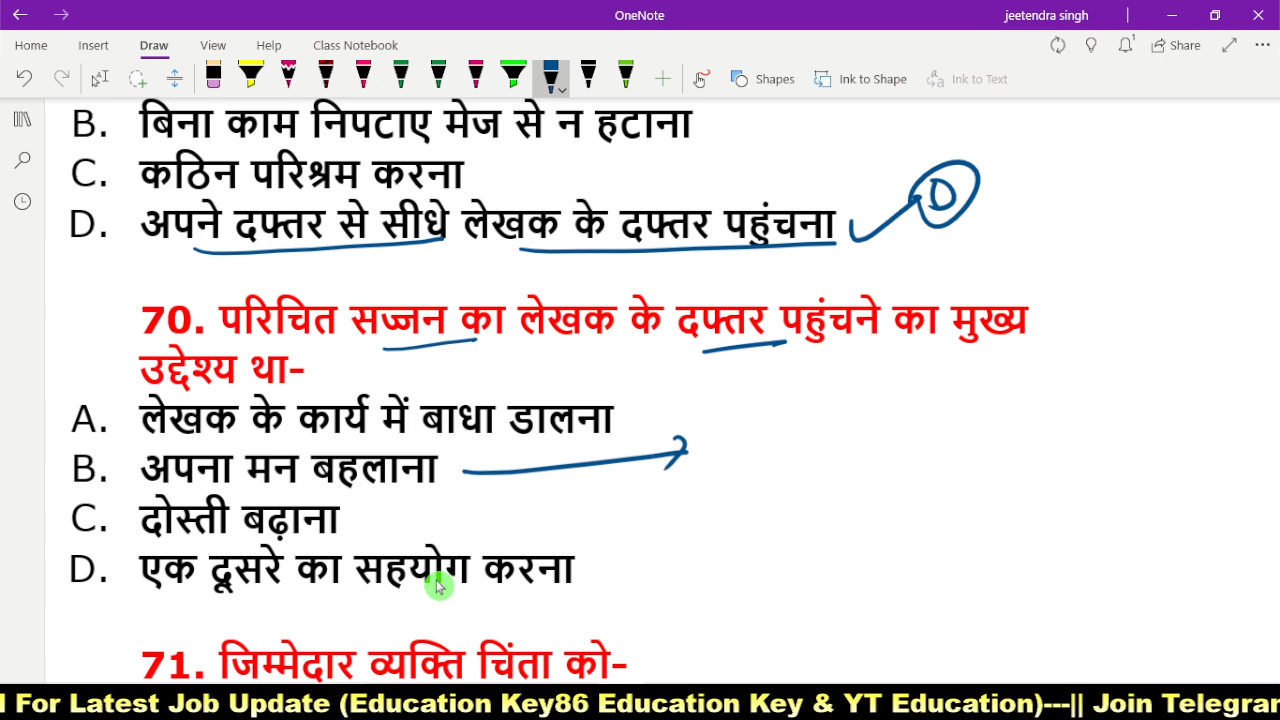 OneNote
jeetendra singh
Home Insert Draw View Help Class Notebook
Share
Shapes Ink to Shape Ink to Text
B. बिना काम निपटाए मेज से न हटाना
C. कठिन परिश्रम करना
D. अपने दफ्तर से सीधे लेखक के दफ्तर पहुंचना
D
70. परिचित सज्जन का लेखक के दफ्तर पहुंचने का मुख्य
उद्देश्य था-
A. लेखक के कार्य में बाधा डालना
B. अपना मन बहलाना
C. दोस्ती बढ़ाना
D. एक दूसरे का सहयोग करना
71. जिम्मेदार व्यक्ति चिंता को-
For Latest Job Update (Education Key86 Education Key & YT Education)---|| Join Telegra